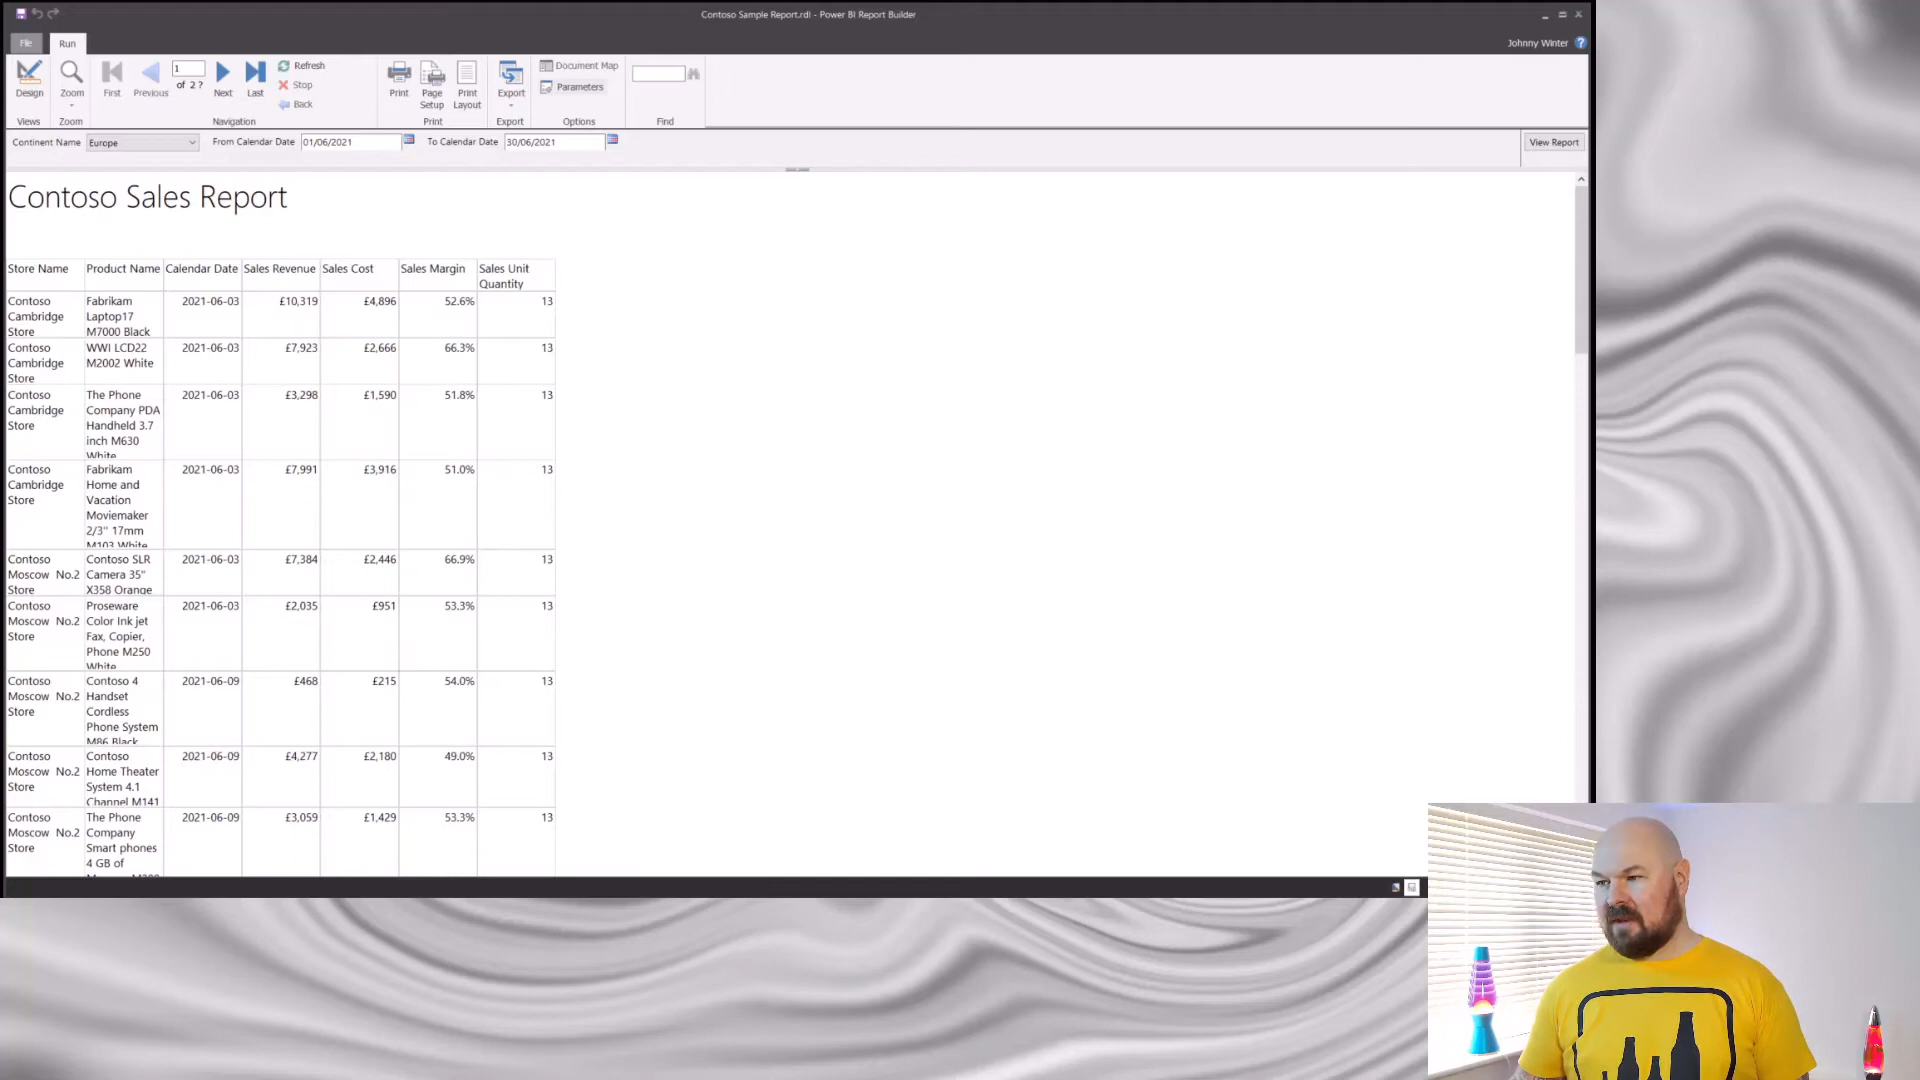 Contoso Sample Report.rdl - Power BI Report Builder
File Run Johnny Winter ?
Design Zoom First Previous 1 of 2 ? Next Last Refresh Stop Back Print Page Setup Print Layout Export Document Map Parameters
Views Zoom Navigation Print Export Options Find
Continent Name Europe From Calendar Date 01/06/2021 To Calendar Date 30/06/2021 View Report
Contoso Sales Report
Store Name Product Name Calendar Date Sales Revenue Sales Cost Sales Margin Sales Unit
Quantity
Contoso Fabrikam 2021-06-03 £10,319 £4,896 52.6% 13
Cambridge Laptop17
Store M7000 Black
Contoso WWI LCD22 2021-06-03 £7,923 £2,666 66.3% 13
Cambridge M2002 White
Store
Contoso The Phone 2021-06-03 £3,298 £1,590 51.8% 13
Cambridge Company PDA
Store Handheld 3.7
inch M630
White
Contoso Fabrikam 2021-06-03 £7,991 £3,916 51.0% 13
Cambridge Home and
Store Vacation
Moviemaker
2/3" 17mm
M103 White
Contoso Contoso SLR 2021-06-03 £7,384 £2,446 66.9% 13
Moscow No.2 Camera 35"
Store X358 Orange
Contoso Proseware 2021-06-03 £2,035 £951 53.3% 13
Moscow No.2 Color Ink jet
Store Fax, Copier,
Phone M250
White
Contoso Contoso 4 2021-06-09 £468 £215 54.0% 13
Moscow No.2 Handset
Store Cordless
Phone System
M86 Black
Contoso Contoso 2021-06-09 £4,277 £2,180 49.0% 13
Moscow No.2 Home Theater
Store System 4.1
Channel M141
Contoso The Phone 2021-06-09 £3,059 £1,429 53.3% 13
Moscow No.2 Company
Store Smart phones
4 GB of